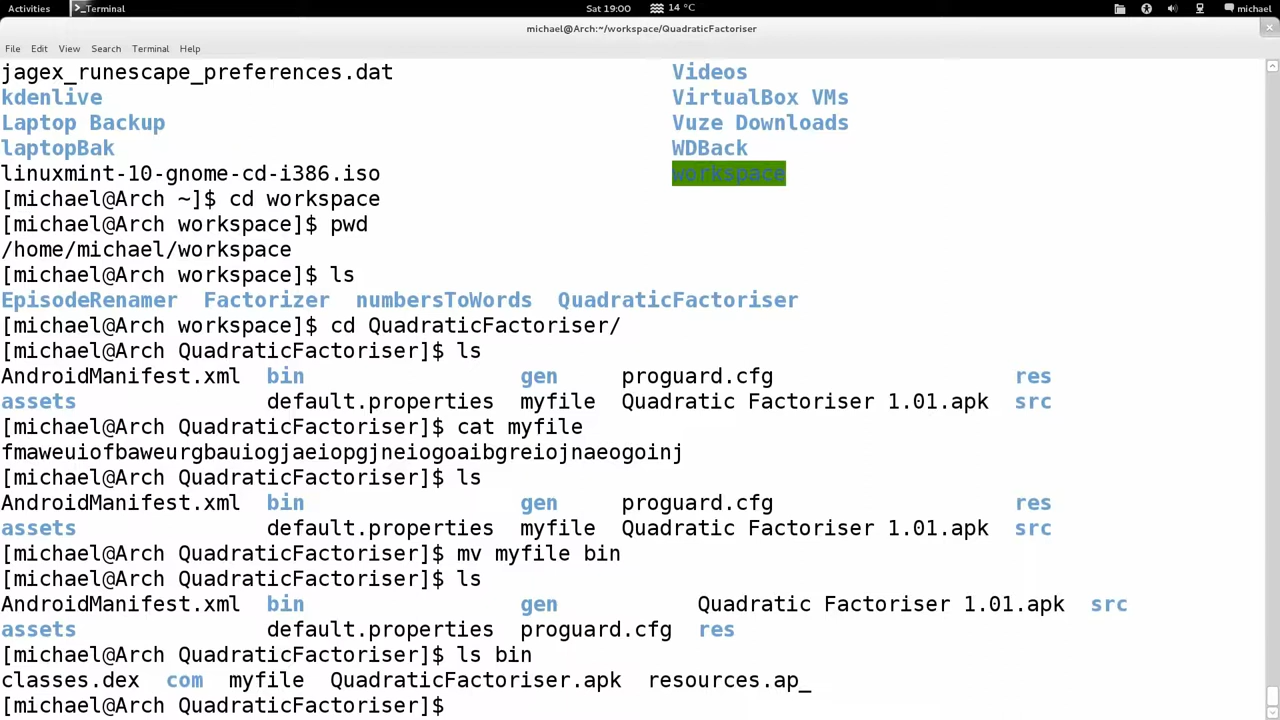 Activities Terminal Sat 19:00 14 °C michael
michael@Arch:~/workspace/QuadraticFactoriser
File Edit View Search Terminal Help
jagex_runescape_preferences.dat Videos
kdenlive VirtualBox VMs
Laptop Backup Vuze Downloads
laptopBak WDBack
linuxmint-10-gnome-cd-i386.iso workspace
[michael@Arch ~]$ cd workspace
[michael@Arch workspace]$ pwd
/home/michael/workspace
[michael@Arch workspace]$ ls
EpisodeRenamer Factorizer numbersToWords QuadraticFactoriser
[michael@Arch workspace]$ cd QuadraticFactoriser/
[michael@Arch QuadraticFactoriser]$ ls
AndroidManifest.xml bin gen proguard.cfg res
assets default.properties myfile Quadratic Factoriser 1.01.apk src
[michael@Arch QuadraticFactoriser]$ cat myfile
fmaweuiofbaweurgbauiogjaeiopgjneiogoaibgreiojnaeogoinj
[michael@Arch QuadraticFactoriser]$ ls
AndroidManifest.xml bin gen proguard.cfg res
assets default.properties myfile Quadratic Factoriser 1.01.apk src
[michael@Arch QuadraticFactoriser]$ mv myfile bin
[michael@Arch QuadraticFactoriser]$ ls
AndroidManifest.xml bin gen Quadratic Factoriser 1.01.apk src
assets default.properties proguard.cfg res
[michael@Arch QuadraticFactoriser]$ ls bin
classes.dex com myfile QuadraticFactoriser.apk resources.ap_
[michael@Arch QuadraticFactoriser]$